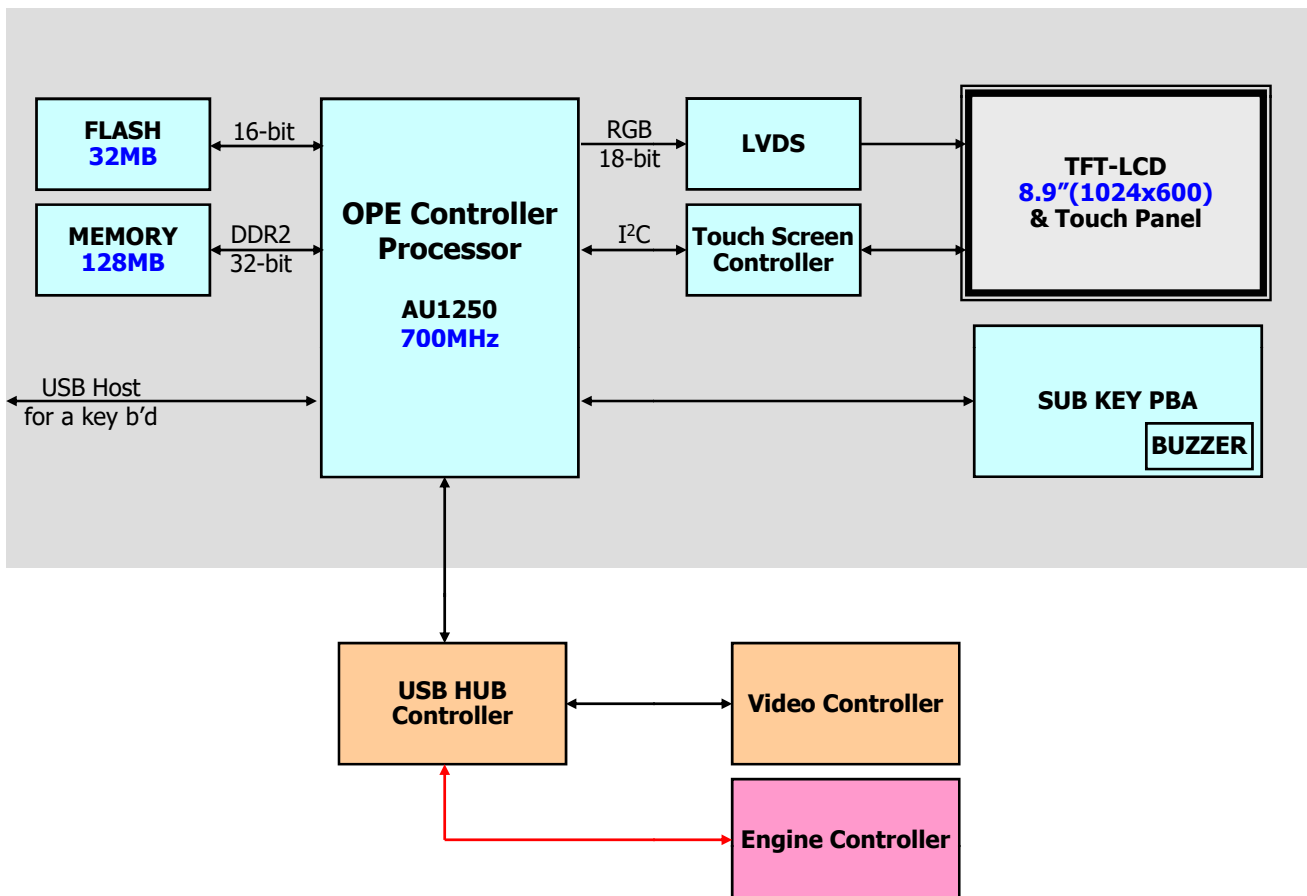 FLASH
32MB
16-bit
MEMORY
128MB
DDR2
32-bit
USB Host
for a key b’d
OPE Controller
Processor
AU1250
700MHz
RGB
18-bit
LVDS
I²C
Touch Screen
Controller
TFT-LCD
8.9”(1024x600)
& Touch Panel
SUB KEY PBA
BUZZER
USB HUB
Controller
Video Controller
Engine Controller